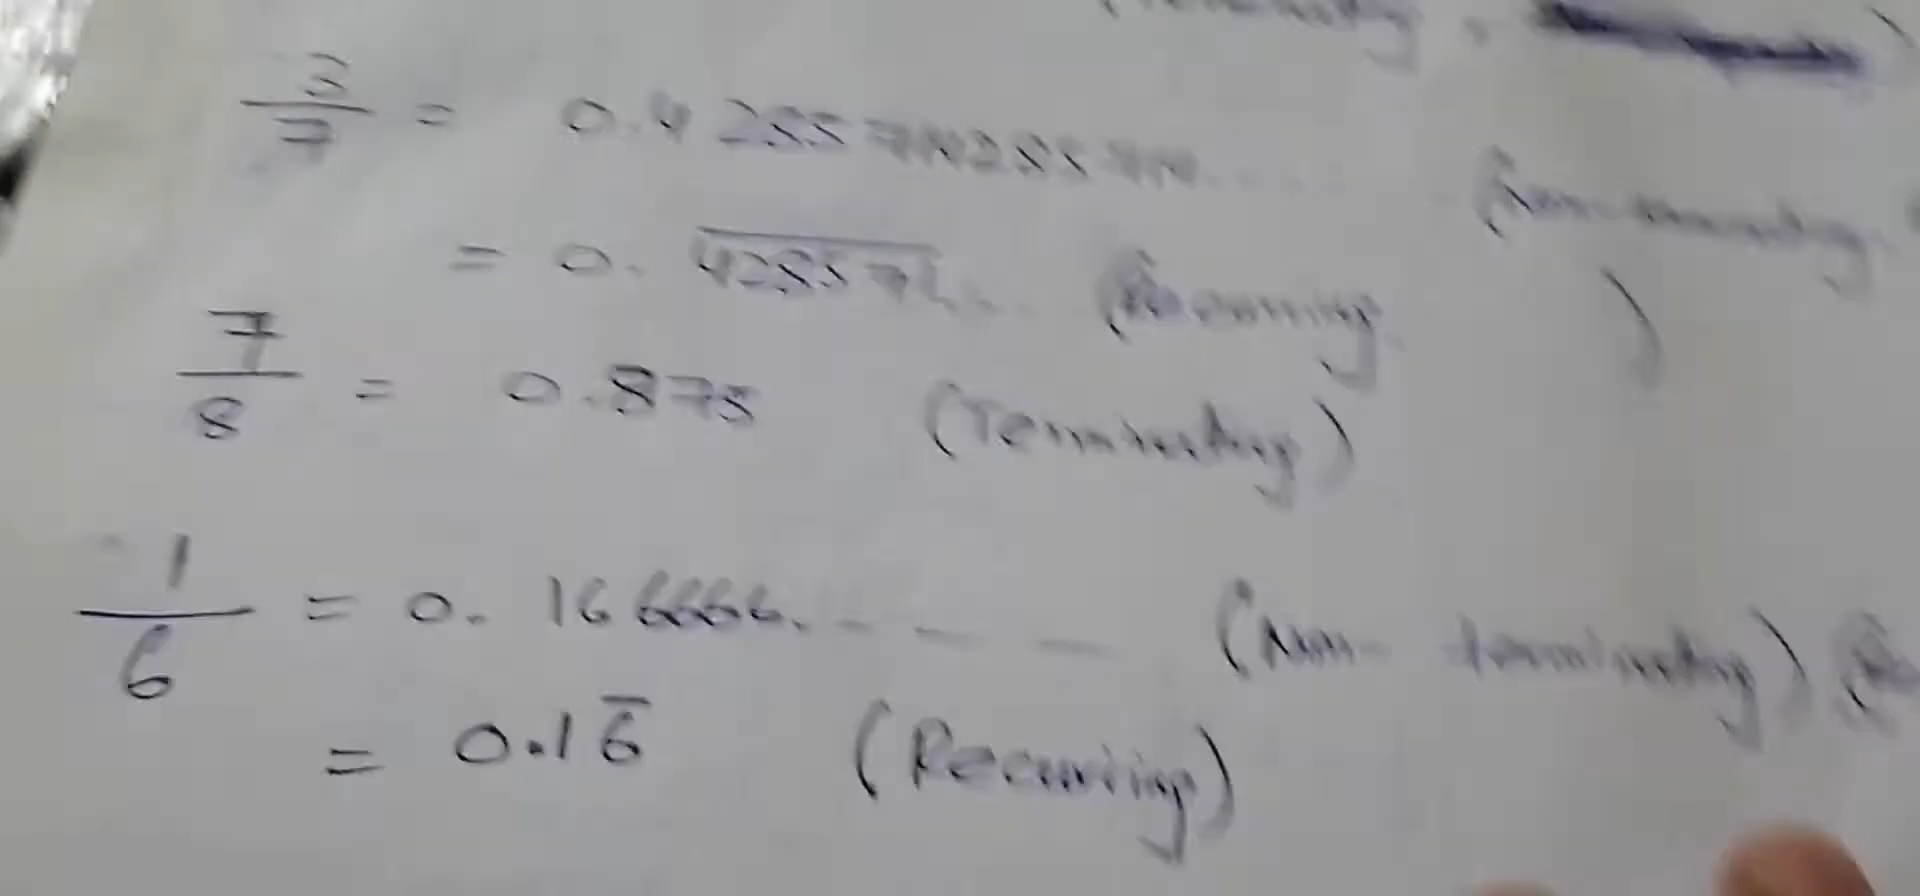 3/7 = 0.428571428571....
= 0. 428571... (Recurring)
7/8 = 0.875 (Terminating)
1/6 = 0.166666. - - - (Non-terminating)
= 0.16̅ (Recurring)